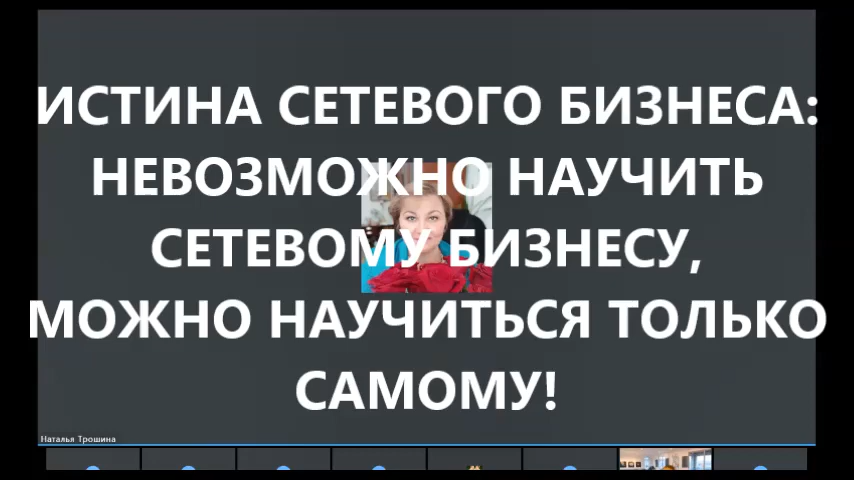 ИСТИНА СЕТЕВОГО БИЗНЕСА:
НЕВОЗМОЖНО НАУЧИТЬ
СЕТЕВОМУ БИЗНЕСУ,
МОЖНО НАУЧИТЬСЯ ТОЛЬКО
САМОМУ!
Наталья Трошина